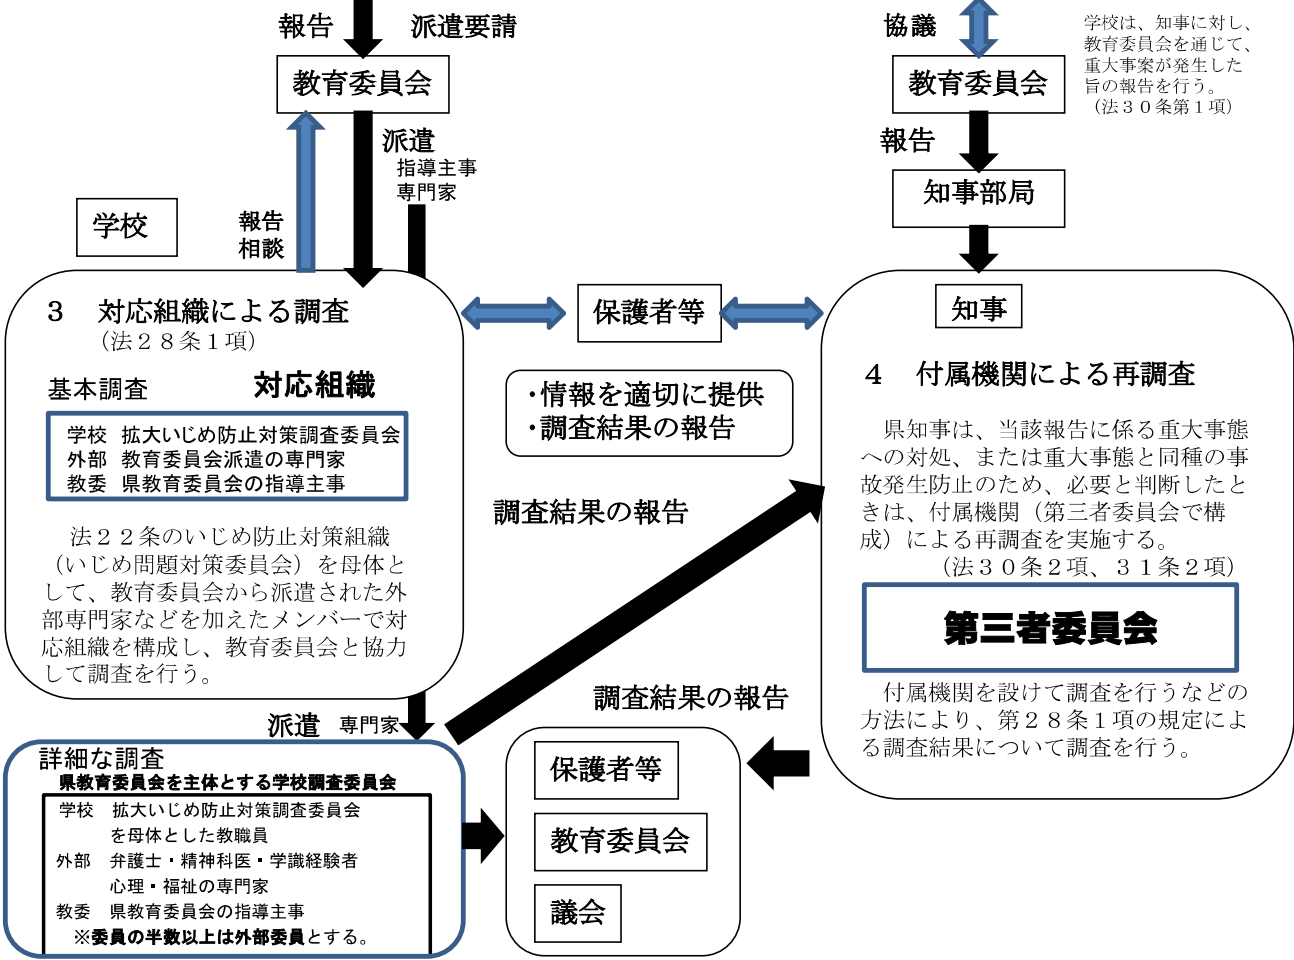 報告
派遣要請
教育委員会
派遣
指導主事
専門家
学校
報告
相談
協議
学校は、知事に対し、
教育委員会を通じて、
重大事案が発生した
旨の報告を行う。
(法３０条第１項)
教育委員会
報告
知事部局
３　対応組織による調査
(法２８条１項)
基本調査
対応組織
学校　拡大いじめ防止対策調査委員会
外部　教育委員会派遣の専門家
教委　県教育委員会の指導主事
法２２条のいじめ防止対策組織
（いじめ問題対策委員会）を母体と
して、教育委員会から派遣された外
部専門家などを加えたメンバーで対
応組織を構成し、教育委員会と協力
して調査を行う。
保護者等
・情報を適切に提供
・調査結果の報告
調査結果の報告
知事
４　付属機関による再調査
県知事は、当該報告に係る重大事態
への対処、または重大事態と同種の事
故発生防止のため、必要と判断したと
きは、付属機関（第三者委員会で構
成）による再調査を実施する。
(法３０条２項、３１条２項)
第三者委員会
付属機関を設けて調査を行うなどの
方法により、第２８条１項の規定によ
る調査結果について調査を行う。
派遣　専門家
詳細な調査
県教育委員会を主体とする学校調査委員会
学校　拡大いじめ防止対策調査委員会
を母体とした教職員
外部　弁護士・精神科医・学識経験者
心理・福祉の専門家
教委　県教育委員会の指導主事
※委員の半数以上は外部委員とする。
調査結果の報告
保護者等
教育委員会
議会